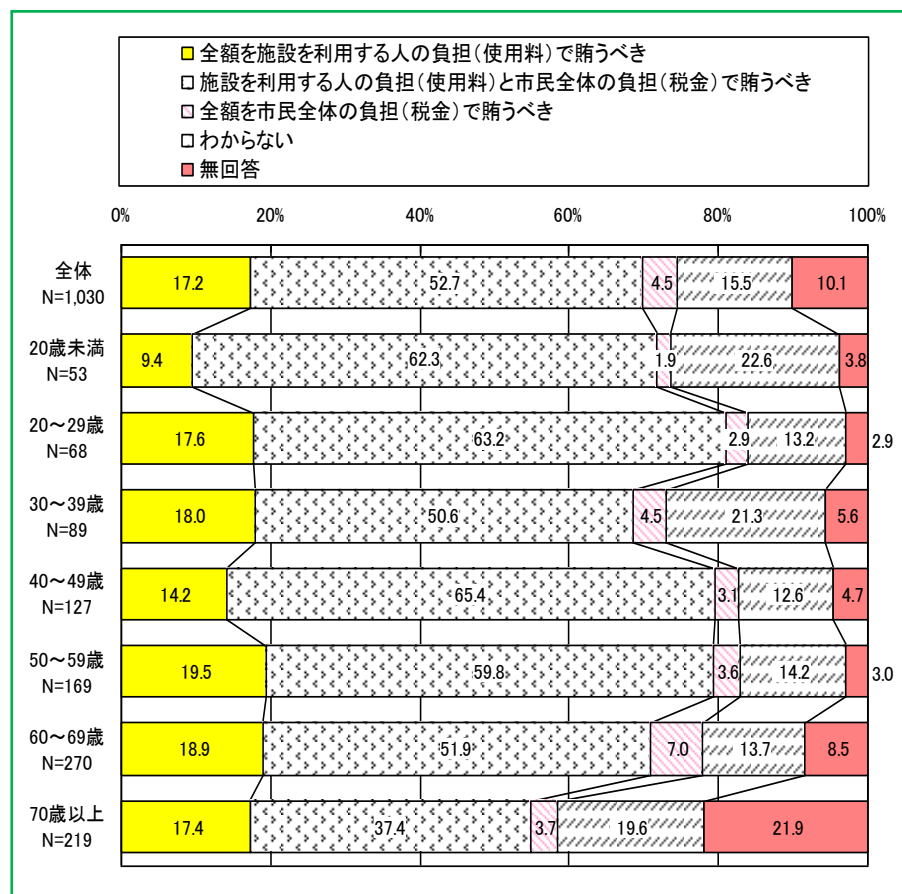 全額を施設を利用する人の負担(使用料)で賄うべき
施設を利用する人の負担(使用料)と市民全体の負担(税金)で賄うべき
全額を市民全体の負担(税金)で賄うべき
わからない
無回答
0% 20% 40% 60% 80% 100%
全体
N=1,030
17.2 52.7 4.5 15.5 10.1
20歳未満
N=53
9.4 62.3 1.9 22.6 3.8
20~29歳
N=68
17.6 63.2 2.9 13.2 2.9
30~39歳
N=89
18.0 50.6 4.5 21.3 5.6
40~49歳
N=127
14.2 65.4 3.1 12.6 4.7
50~59歳
N=169
19.5 59.8 3.6 14.2 3.0
60~69歳
N=270
18.9 51.9 7.0 13.7 8.5
70歳以上
N=219
17.4 37.4 3.7 19.6 21.9